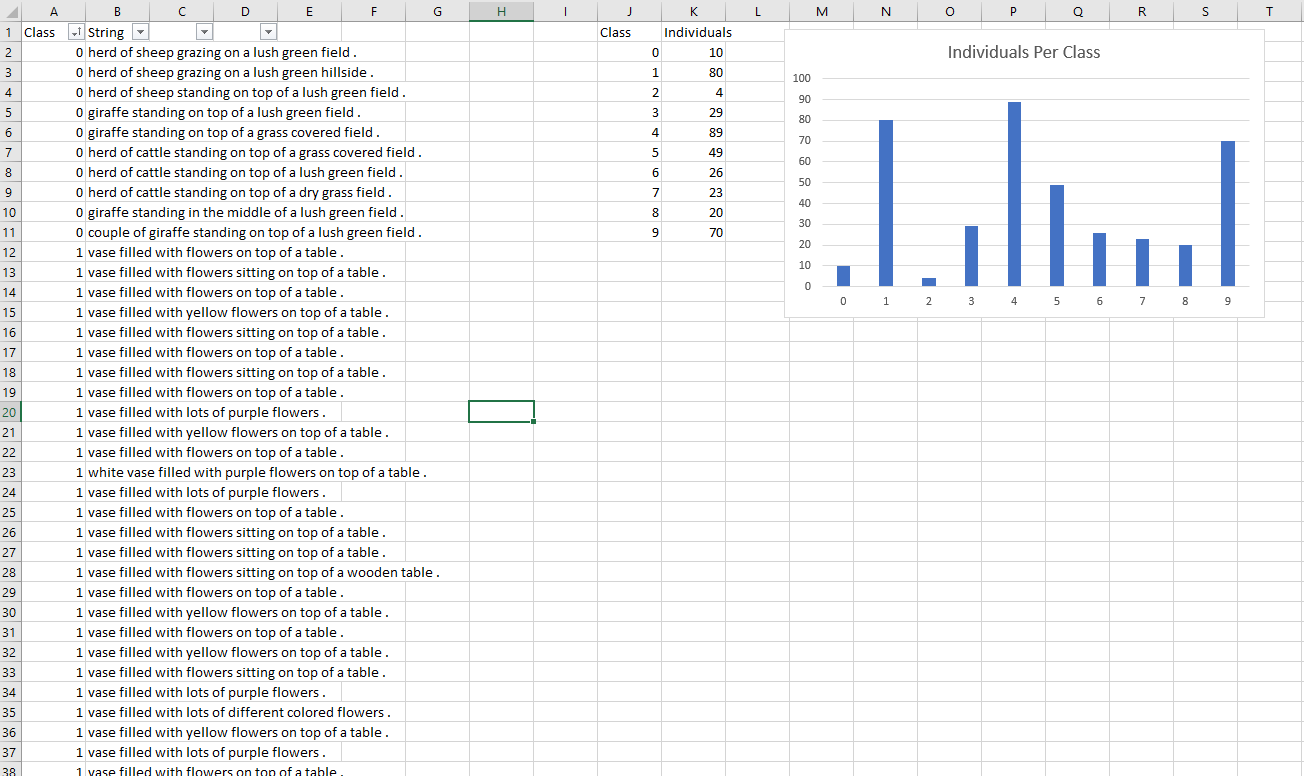 A B C D E F G H I J K L M N O P Q R S T
1 Class String Class Individuals
2 0 herd of sheep grazing on a lush green field . 0 10
3 0 herd of sheep grazing on a lush green hillside . 1 80
4 0 herd of sheep standing on top of a lush green field . 2 4
5 0 giraffe standing on top of a lush green field . 3 29
6 0 giraffe standing on top of a grass covered field . 4 89
7 0 herd of cattle standing on top of a grass covered field . 5 49
8 0 herd of cattle standing on top of a lush green field . 6 26
9 0 herd of cattle standing on top of a dry grass field . 7 23
10 0 giraffe standing in the middle of a lush green field . 8 20
11 0 couple of giraffe standing on top of a lush green field . 9 70
12 1 vase filled with flowers on top of a table .
13 1 vase filled with flowers sitting on top of a table .
14 1 vase filled with flowers on top of a table .
15 1 vase filled with yellow flowers on top of a table .
16 1 vase filled with flowers sitting on top of a table .
17 1 vase filled with flowers on top of a table .
18 1 vase filled with flowers sitting on top of a table .
19 1 vase filled with flowers on top of a table .
20 1 vase filled with lots of purple flowers .
21 1 vase filled with yellow flowers on top of a table .
22 1 vase filled with flowers on top of a table .
23 1 white vase filled with purple flowers on top of a table .
24 1 vase filled with lots of purple flowers .
25 1 vase filled with flowers on top of a table .
26 1 vase filled with flowers sitting on top of a table .
27 1 vase filled with flowers sitting on top of a table .
28 1 vase filled with flowers sitting on top of a wooden table .
29 1 vase filled with flowers on top of a table .
30 1 vase filled with yellow flowers on top of a table .
31 1 vase filled with flowers on top of a table .
32 1 vase filled with yellow flowers on top of a table .
33 1 vase filled with flowers sitting on top of a table .
34 1 vase filled with lots of purple flowers .
35 1 vase filled with lots of different colored flowers .
36 1 vase filled with yellow flowers on top of a table .
37 1 vase filled with lots of purple flowers .
38 1 vase filled with flowers on top of a table .
Individuals Per Class
100
90
80
70
60
50
40
30
20
10
0
0 1 2 3 4 5 6 7 8 9